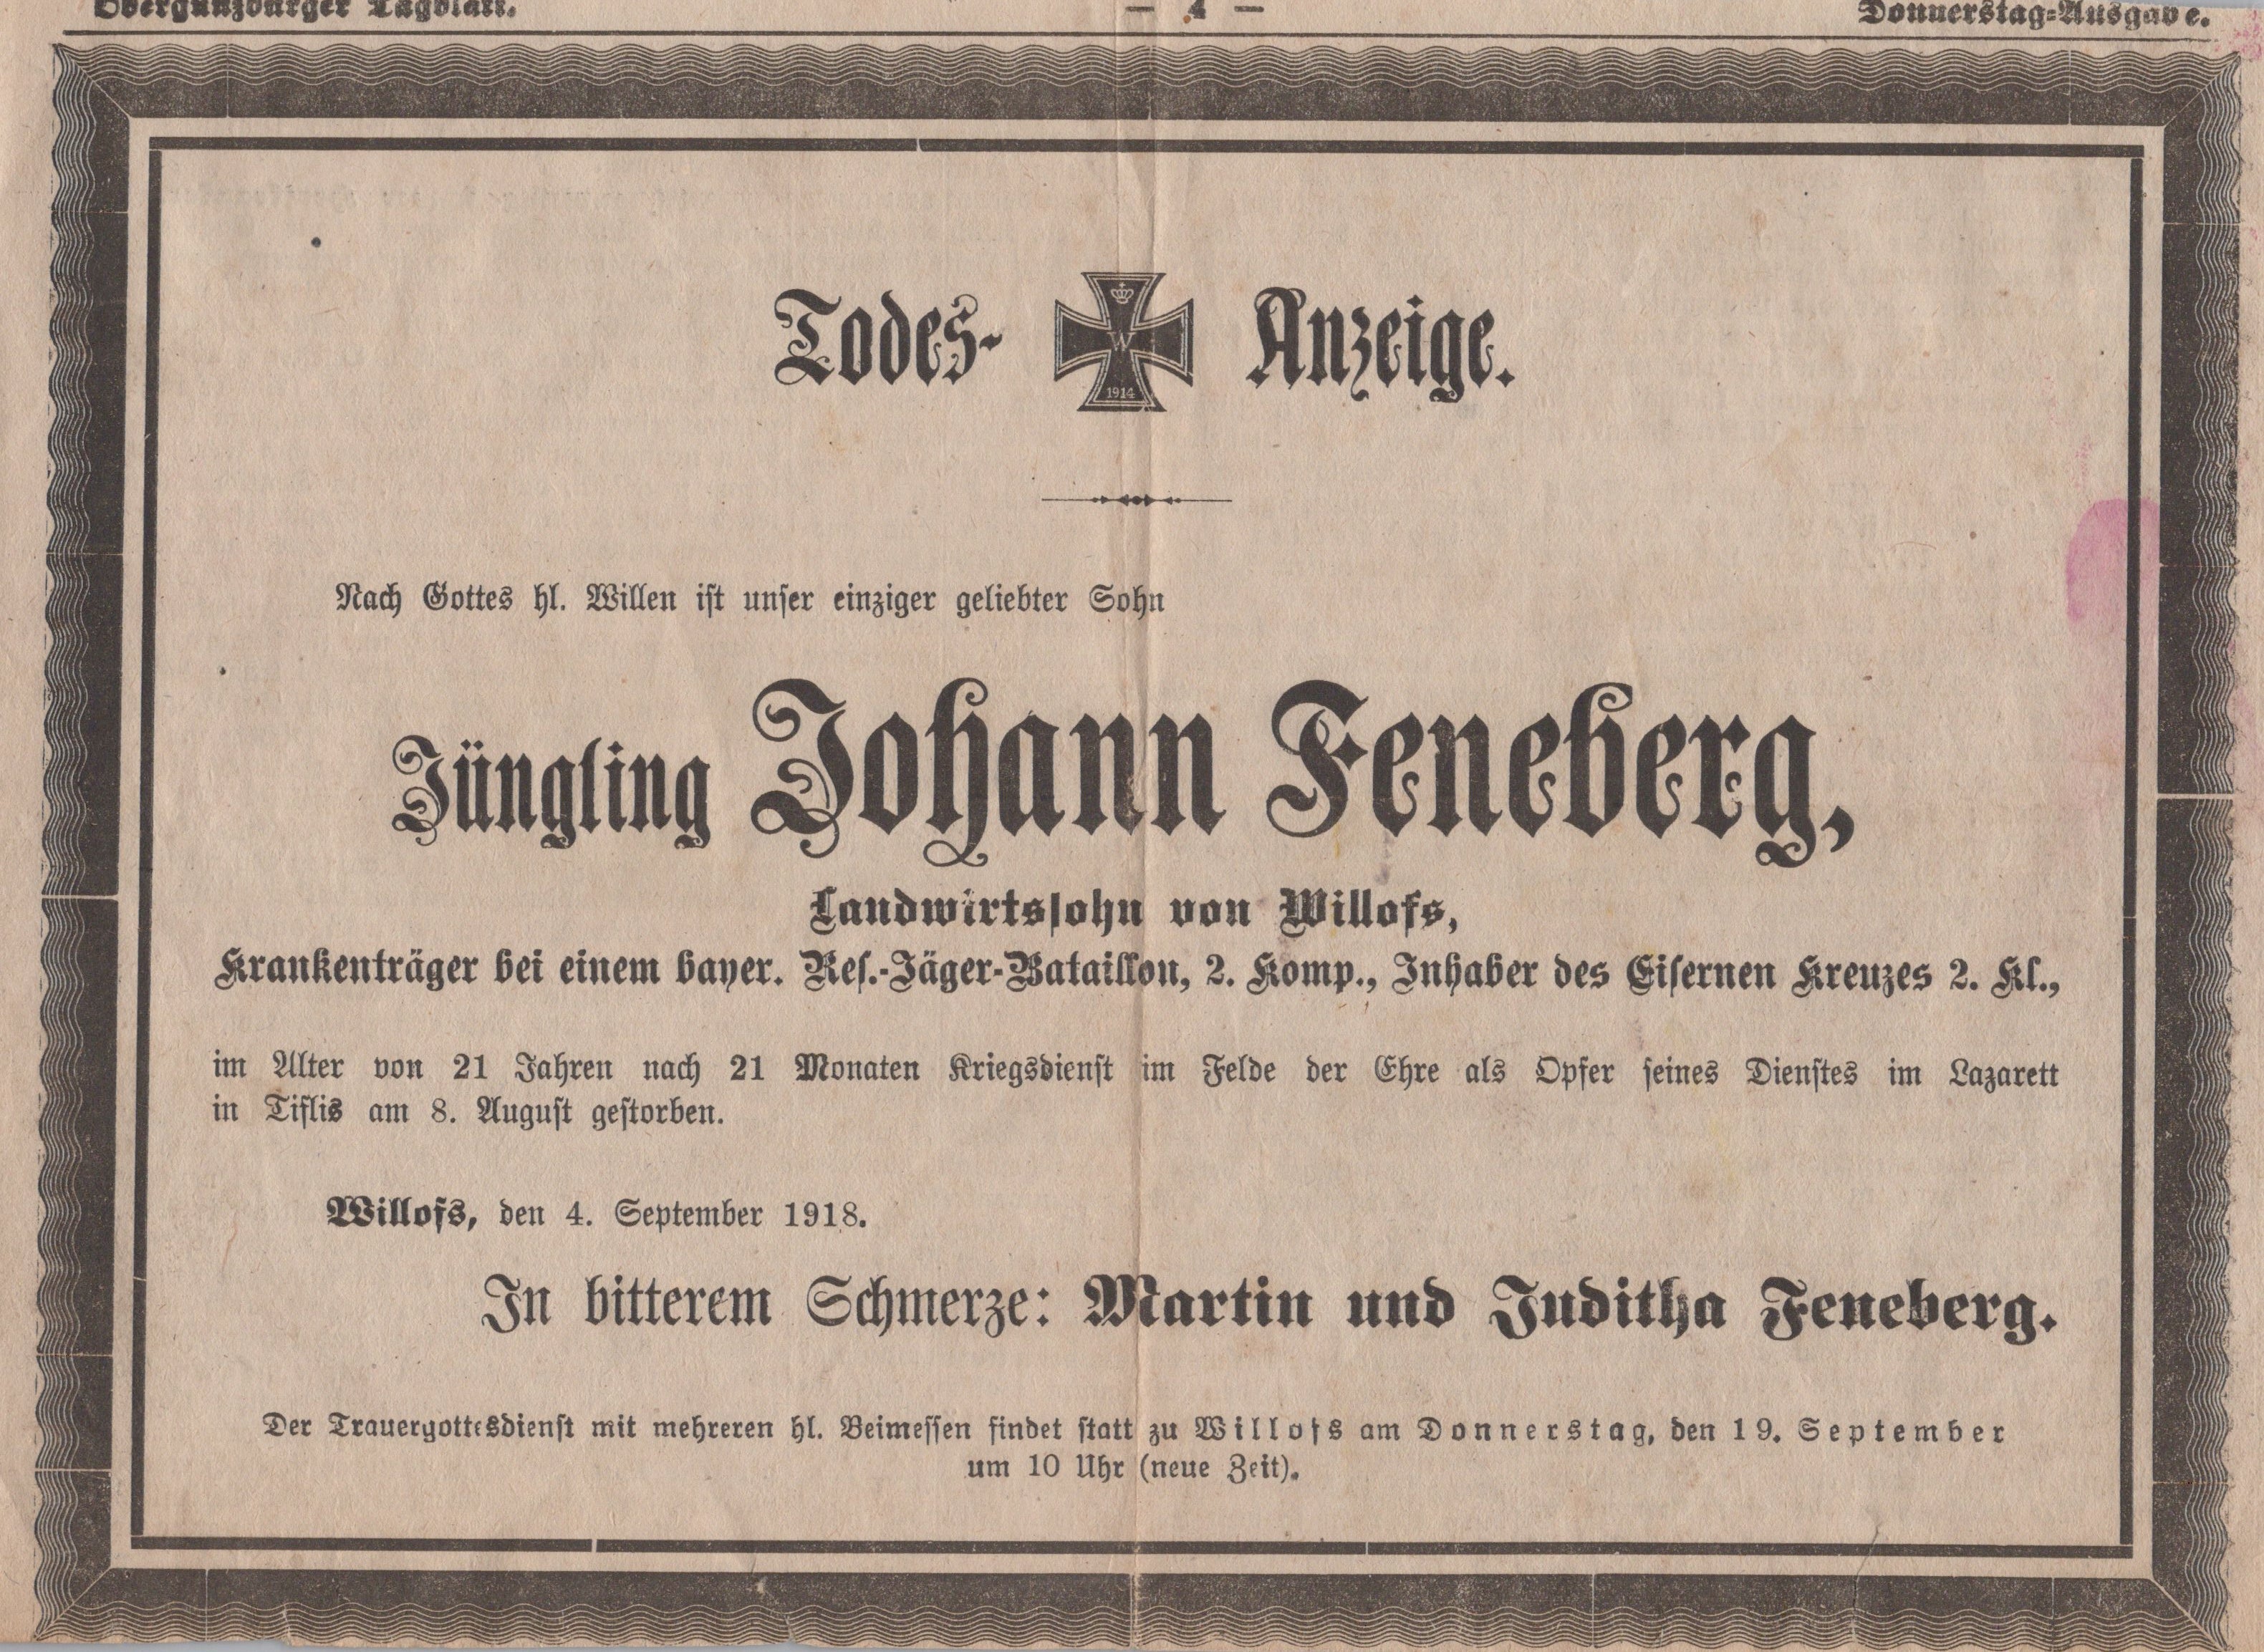 Obergünzburger Tagblatt. — 4 — Donnerstag-Ausgabe.
Todes- Anzeige.
W
1914
Nach Gottes hl. Willen ist unser einziger geliebter Sohn
Jüngling Johann Feneberg,
Landwirtssohn von Willofs,
Krankenträger bei einem bayer. Res.-Jäger-Bataillon, 2. Komp., Inhaber des Eisernen Kreuzes 2. Kl.,
im Alter von 21 Jahren nach 21 Monaten Kriegsdienst im Felde der Ehre als Opfer seines Dienstes im Lazarett
in Tiflis am 8. August gestorben.
Willofs, den 4. September 1918.
In bitterem Schmerze: Martin und Juditha Feneberg.
Der Trauergottesdienst mit mehreren hl. Beimessen findet statt zu Willofs am Donnerstag, den 19. September
um 10 Uhr (neue Zeit).